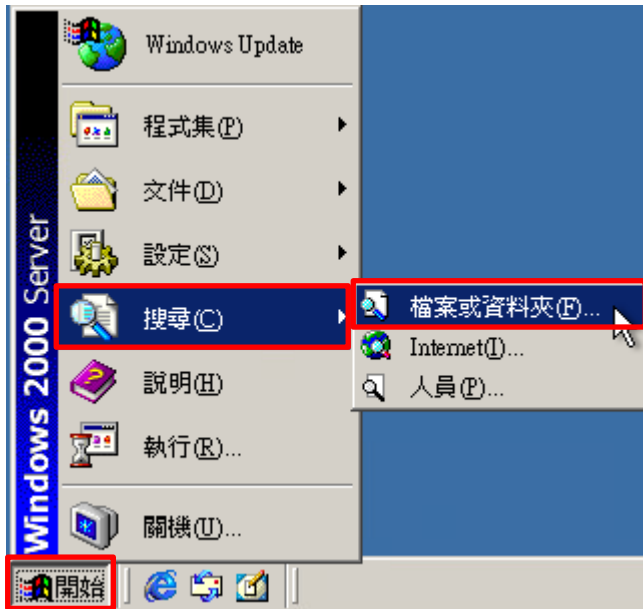 Windows 2000 Server
Windows Update
程式集(P)
文件(D)
設定(S)
搜尋(C)
檔案或資料夾(F)...
Internet(I)...
人員(P)...
說明(H)
執行(R)...
關機(U)...
開始